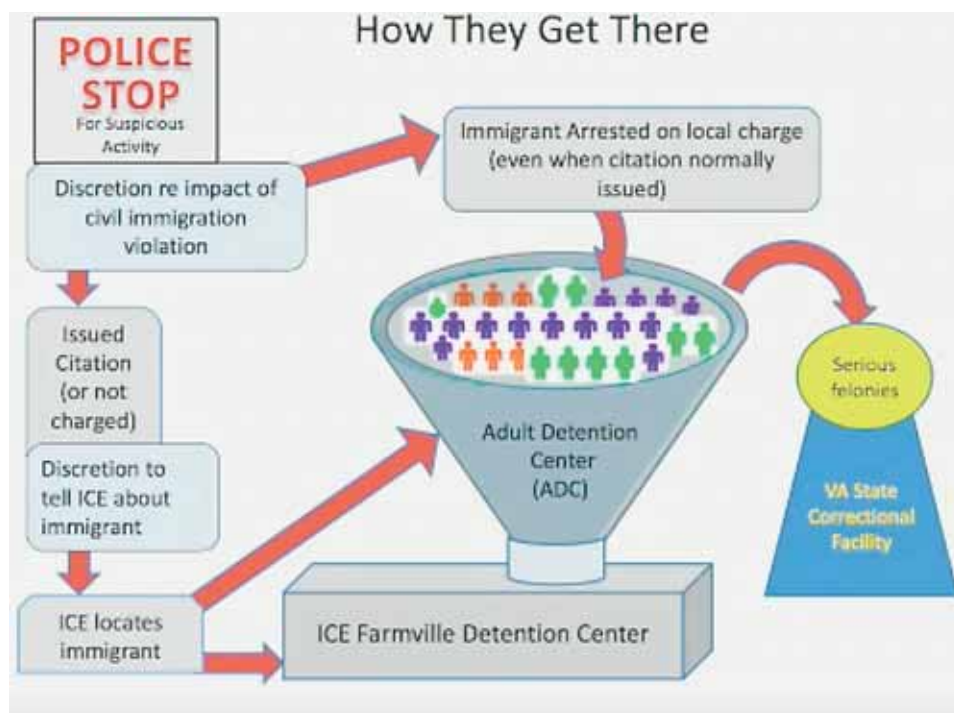 How They Get There
POLICE
STOP
For Suspicious
Activity
Discretion re impact of
civil immigration
violation
Immigrant Arrested on local charge
(even when citation normally
issued)
Issued
Citation
(or not
charged)
Discretion to
tell ICE about
immigrant
ICE locates
immigrant
Adult Detention
Center
(ADC)
ICE Farmville Detention Center
Serious
felonies
VA State
Correctional
Facility